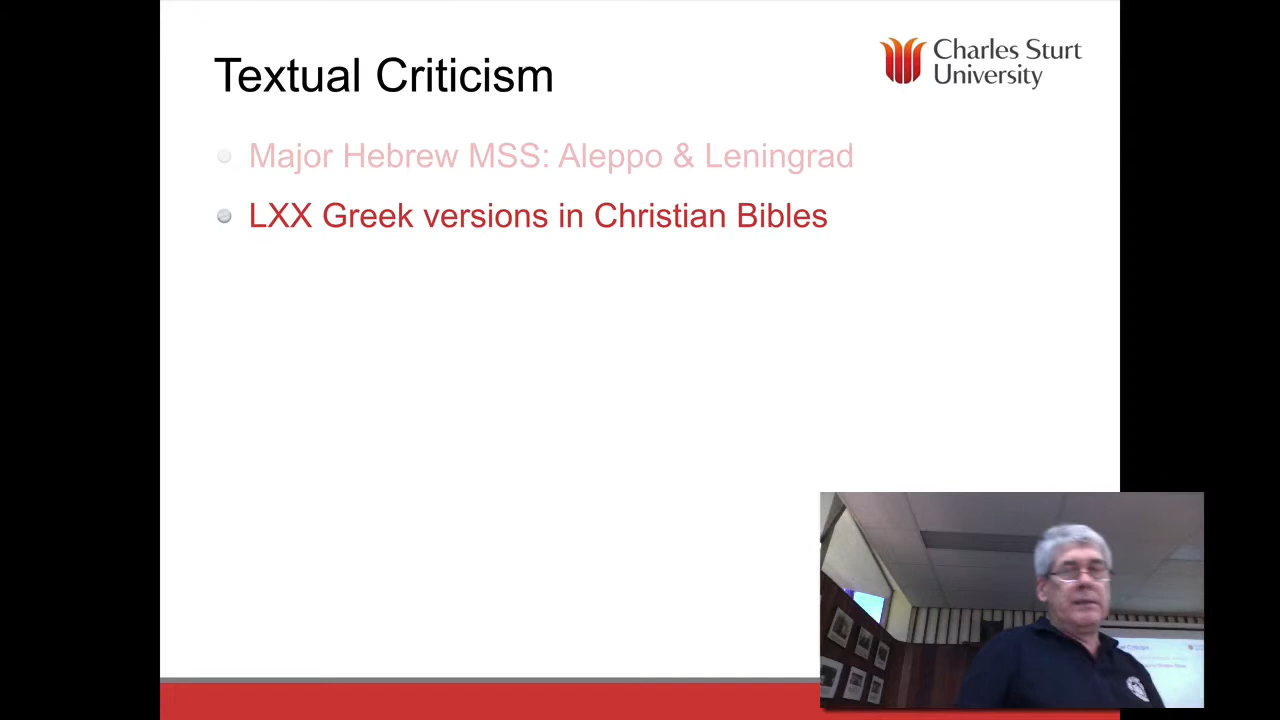 Textual Criticism
Charles Sturt
University
Major Hebrew MSS: Aleppo & Leningrad
LXX Greek versions in Christian Bibles